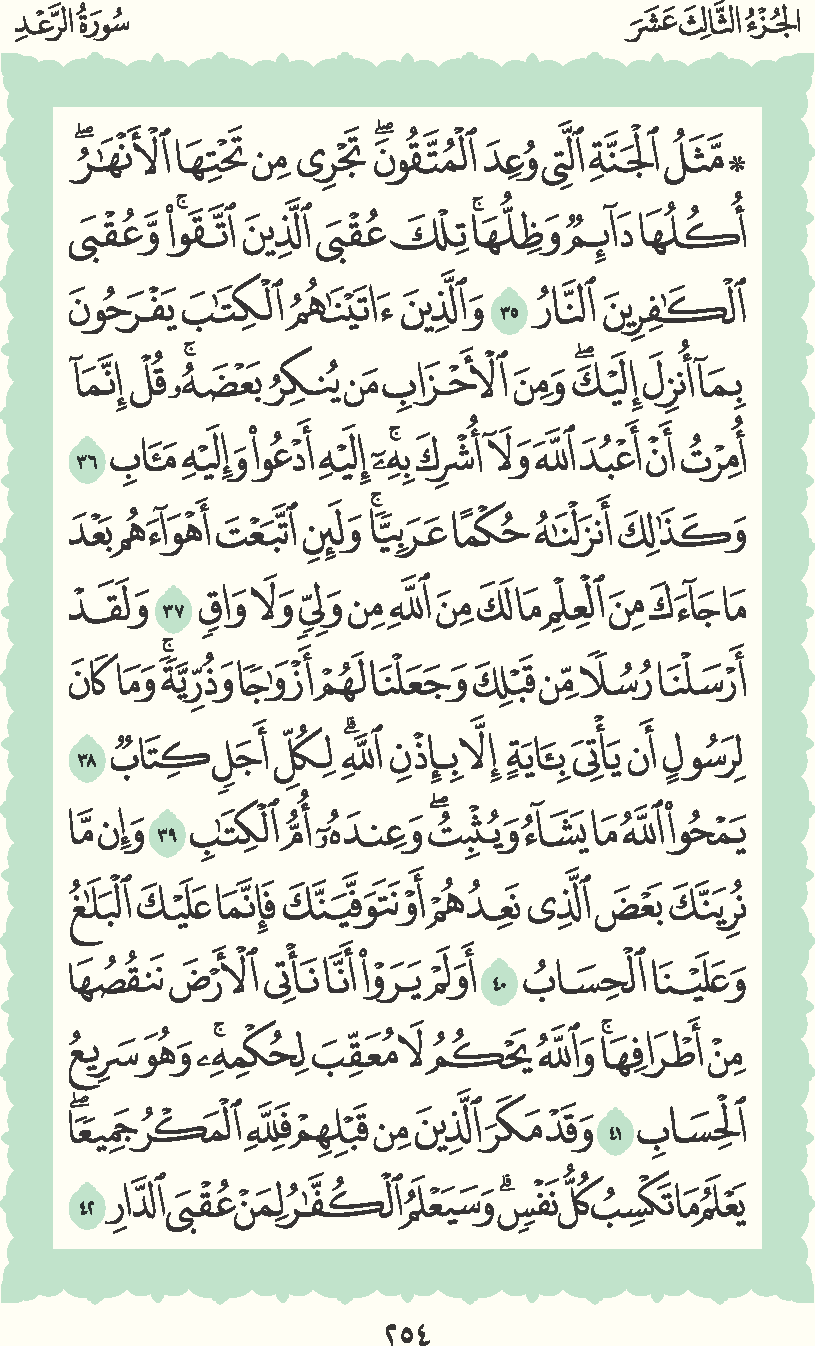 الجُزْءُ الثَّالِثَ عَشَرَ
سُورَةُ الرَّعْدِ
۞ مَّثَلُ ٱلْجَنَّةِ ٱلَّتِى وُعِدَ ٱلْمُتَّقُونَ ۖ تَجْرِى مِن تَحْتِهَا ٱلْأَنْهَٰرُ ۖ
أُكُلُهَا دَآئِمٌ وَظِلُّهَا ۚ تِلْكَ عُقْبَى ٱلَّذِينَ ٱتَّقَوا۟ ۚ وَّعُقْبَى
ٱلْكَٰفِرِينَ ٱلنَّارُ ٣٥ وَٱلَّذِينَ ءَاتَيْنَٰهُمُ ٱلْكِتَٰبَ يَفْرَحُونَ
بِمَآ أُنزِلَ إِلَيْكَ ۖ وَمِنَ ٱلْأَحْزَابِ مَن يُنكِرُ بَعْضَهُۥ ۚ قُلْ إِنَّمَآ
أُمِرْتُ أَنْ أَعْبُدَ ٱللَّهَ وَلَآ أُشْرِكَ بِهِۦٓ ۚ إِلَيْهِ أَدْعُوا۟ وَإِلَيْهِ مَـَٔابِ ٣٦
وَكَذَٰلِكَ أَنزَلْنَٰهُ حُكْمًا عَرَبِيًّا ۚ وَلَئِنِ ٱتَّبَعْتَ أَهْوَآءَهُم بَعْدَ
مَا جَآءَكَ مِنَ ٱلْعِلْمِ مَا لَكَ مِنَ ٱللَّهِ مِن وَلِىٍّ وَلَا وَاقٍ ٣٧ وَلَقَدْ
أَرْسَلْنَا رُسُلًا مِّن قَبْلِكَ وَجَعَلْنَا لَهُمْ أَزْوَٰجًا وَذُرِّيَّةً ۚ وَمَا كَانَ
لِرَسُولٍ أَن يَأْتِىَ بِـَٔايَةٍ إِلَّا بِإِذْنِ ٱللَّهِ ۗ لِكُلِّ أَجَلٍ كِتَابٌ ٣٨
يَمْحُوا۟ ٱللَّهُ مَا يَشَآءُ وَيُثْبِتُ ۖ وَعِندَهُۥٓ أُمُّ ٱلْكِتَٰبِ ٣٩ وَإِن مَّا
نُرِيَنَّكَ بَعْضَ ٱلَّذِى نَعِدُهُمْ أَوْ نَتَوَفَّيَنَّكَ فَإِنَّمَا عَلَيْكَ ٱلْبَلَٰغُ
وَعَلَيْنَا ٱلْحِسَابُ ٤٠ أَوَلَمْ يَرَوْا۟ أَنَّا نَأْتِى ٱلْأَرْضَ نَنقُصُهَا
مِنْ أَطْرَافِهَا ۚ وَٱللَّهُ يَحْكُمُ لَا مُعَقِّبَ لِحُكْمِهِۦ ۚ وَهُوَ سَرِيعُ
ٱلْحِسَابِ ٤١ وَقَدْ مَكَرَ ٱلَّذِينَ مِن قَبْلِهِمْ فَلِلَّهِ ٱلْمَكْرُ جَمِيعًا ۖ
يَعْلَمُ مَا تَكْسِبُ كُلُّ نَفْسٍ ۗ وَسَيَعْلَمُ ٱلْكُفَّٰرُ لِمَنْ عُقْبَى ٱلدَّارِ ٤٢
٢٥٤